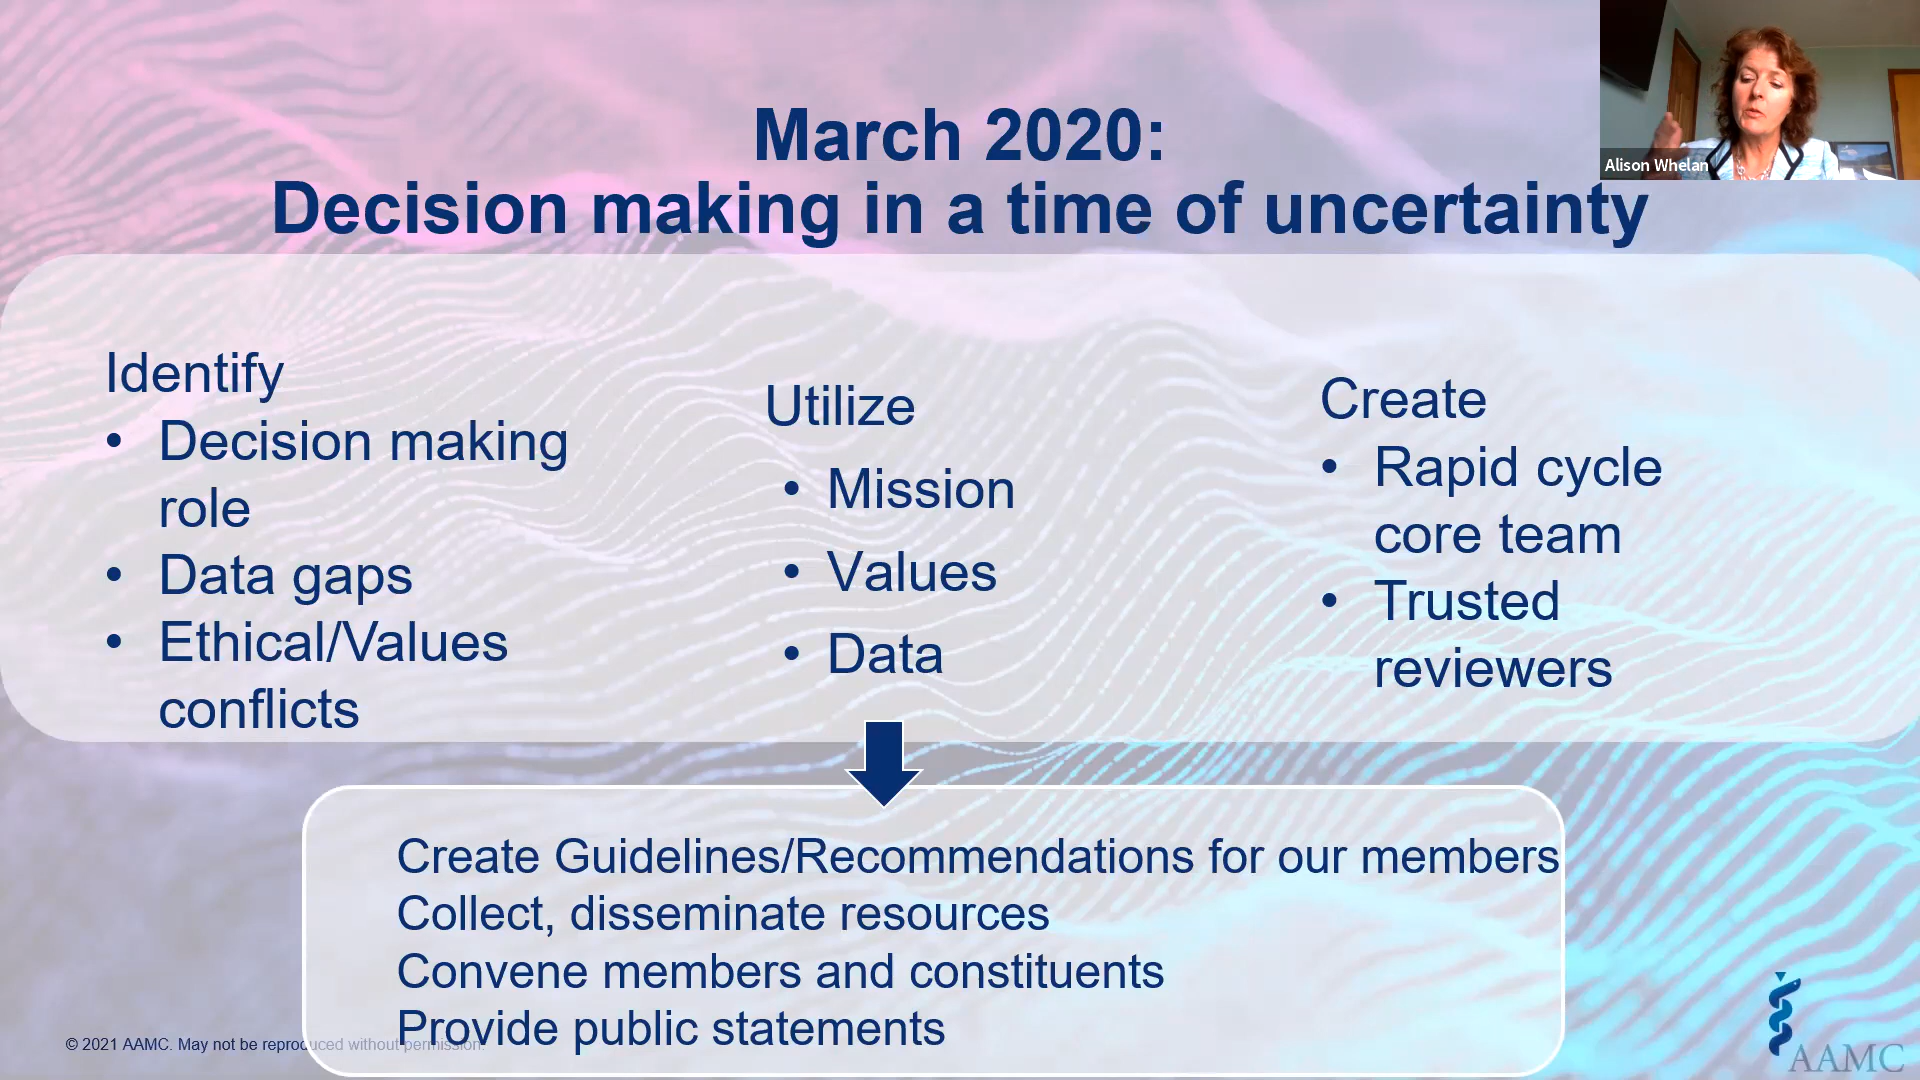 March 2020:
Decision making in a time of uncertainty
Alison Whelan
Identify
• Decision making
role
• Data gaps
• Ethical/Values
conflicts
Utilize
• Mission
• Values
• Data
Create
• Rapid cycle
core team
• Trusted
reviewers
Create Guidelines/Recommendations for our members
Collect, disseminate resources
Convene members and constituents
Provide public statements
© 2021 AAMC. May not be reproduced without permission.
AAMC